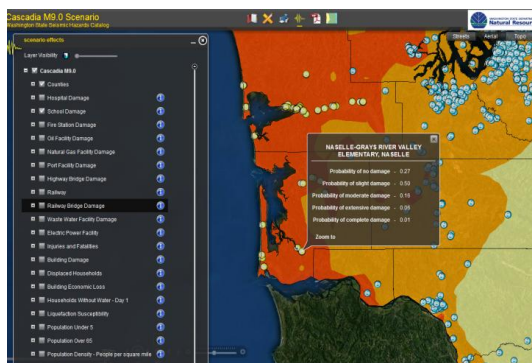 Cascadia M9.0 Scenario
Washington State Seismic Hazards Catalog
Natural Resour
Streets
Aerial
Topo
scenario effects
Layer Visibility
Cascadia M9.0
Counties
Hospital Damage
School Damage
Fire Station Damage
Oil Facility Damage
Natural Gas Facility Damage
Port Facility Damage
Highway Bridge Damage
Railway
Railway Bridge Damage
Waste Water Facility Damage
Electric Power Facility
Injuries and Fatalities
Building Damage
Displaced Households
Building Economic Loss
Households Without Water - Day 1
Liquefaction Susceptibility
Population Under 5
Population Over 65
Population Density - People per square mile
NASELLE-GRAYS RIVER VALLEY
ELEMENTARY, NASELLE
Probability of no damage - 0.27
Probability of slight damage - 0.50
Probability of moderate damage - 0.16
Probability of extensive damage - 0.06
Probability of complete damage - 0.01
Zoom to